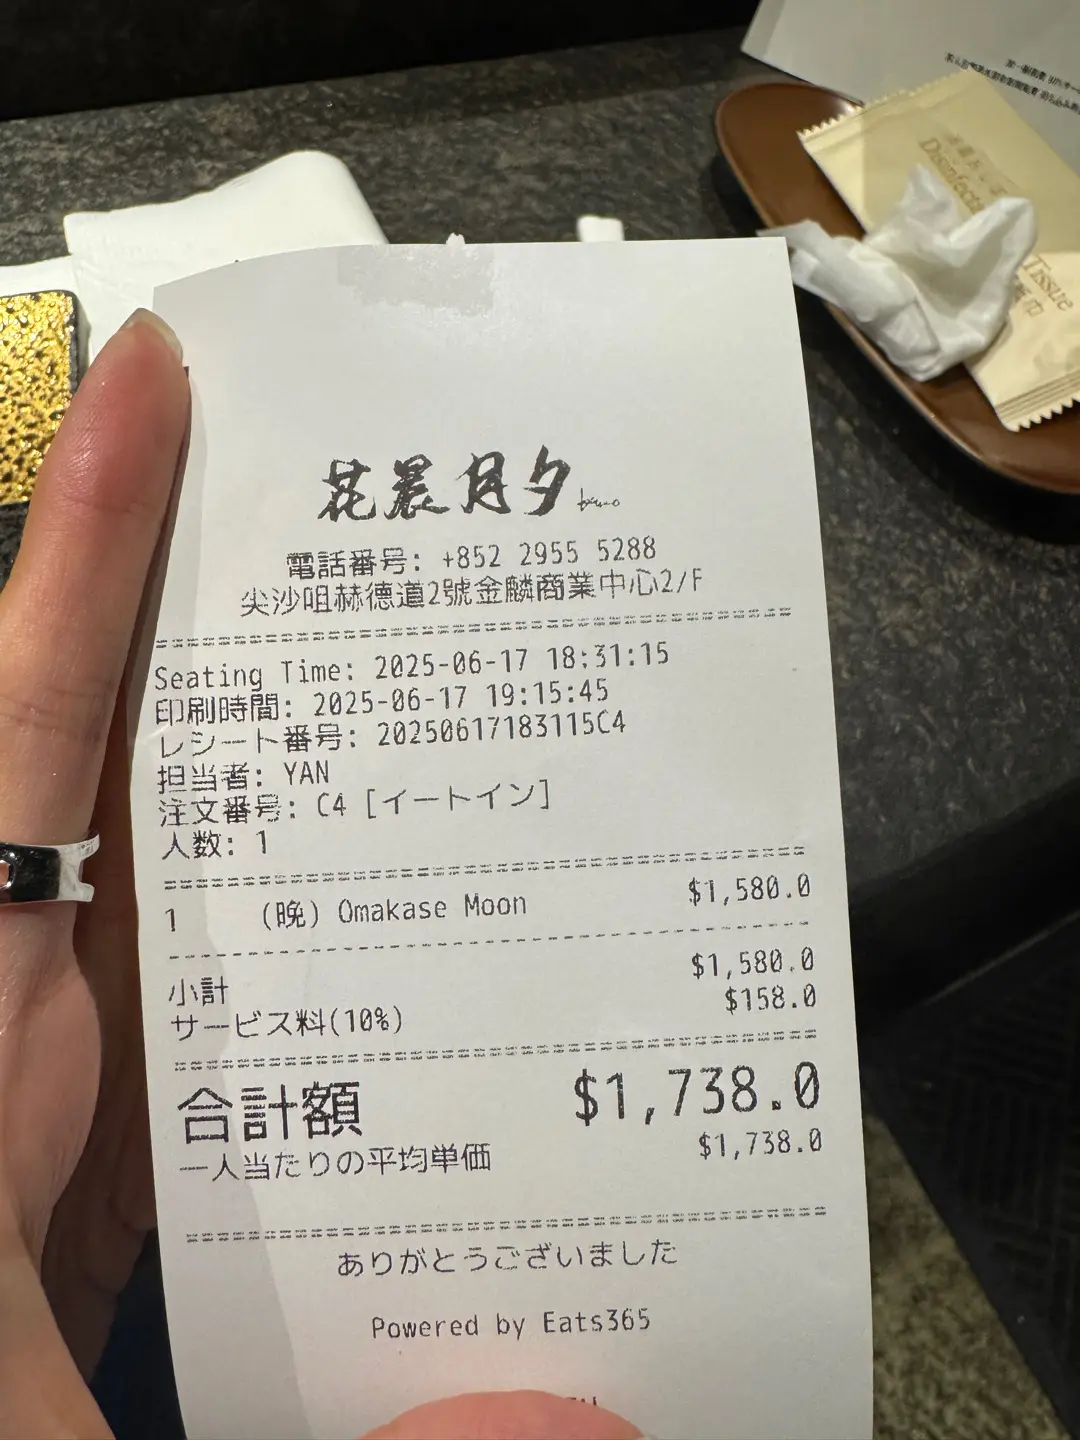 花晨月夕
電話番号: +852 2955 5288
尖沙咀赫德道2號金麟商業中心2/F
Seating Time: 2025-06-17 18:31:15
印刷時間: 2025-06-17 19:15:45
レシート番号: 20250617183115C4
担当者: YAN
注文番号: C4 [イートイン]
人数: 1
1 (晩) Omakase Moon $1,580.0
小計 $1,580.0
サービス料(10%) $158.0
合計額 $1,738.0
一人当たりの平均単価 $1,738.0
ありがとうございました
Powered by Eats365
Tissue